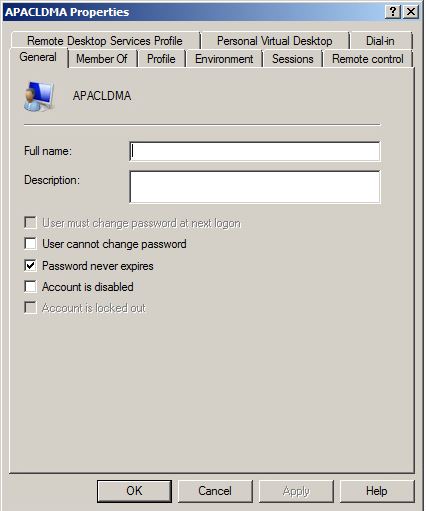 APACLDMA Properties
Remote Desktop Services Profile Personal Virtual Desktop Dial-in
General Member Of Profile Environment Sessions Remote control
APACLDMA
Full name:
Description:
User must change password at next logon
User cannot change password
Password never expires
Account is disabled
Account is locked out
OK Cancel Apply Help